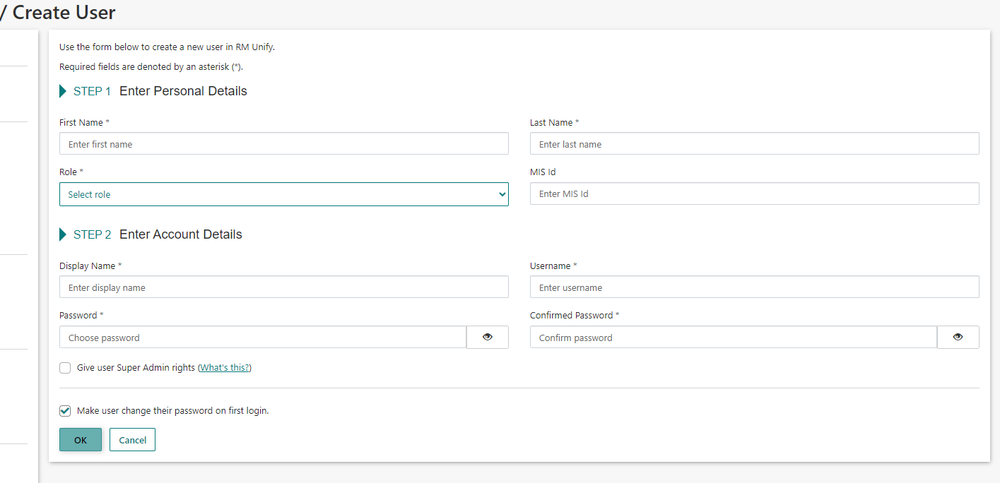 / Create User
Use the form below to create a new user in RM Unify.
Required fields are denoted by an asterisk (*).
STEP 1 Enter Personal Details
First Name *
Last Name *
Enter first name
Enter last name
Role *
MIS Id
Select role
Enter MIS Id
STEP 2 Enter Account Details
Display Name *
Username *
Enter display name
Enter username
Password *
Confirmed Password *
Choose password
Confirm password
Give user Super Admin rights (What's this?)
Make user change their password on first login.
OK
Cancel